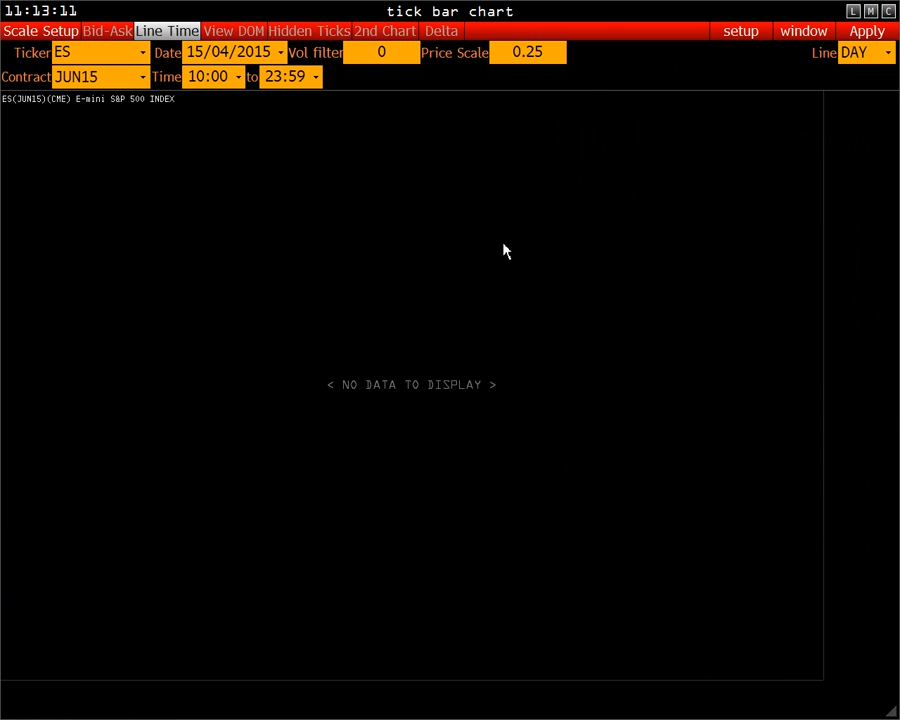 11:13:11 tick bar chart L M C
Scale Setup Bid-Ask Line Time View DOM Hidden Ticks 2nd Chart Delta setup window Apply
Ticker ES Date 15/04/2015 Vol filter 0 Price Scale 0.25 Line DAY
Contract JUN15 Time 10:00 to 23:59
ES(JUN15)(CME) E-mini S&P 500 INDEX
< NO DATA TO DISPLAY >